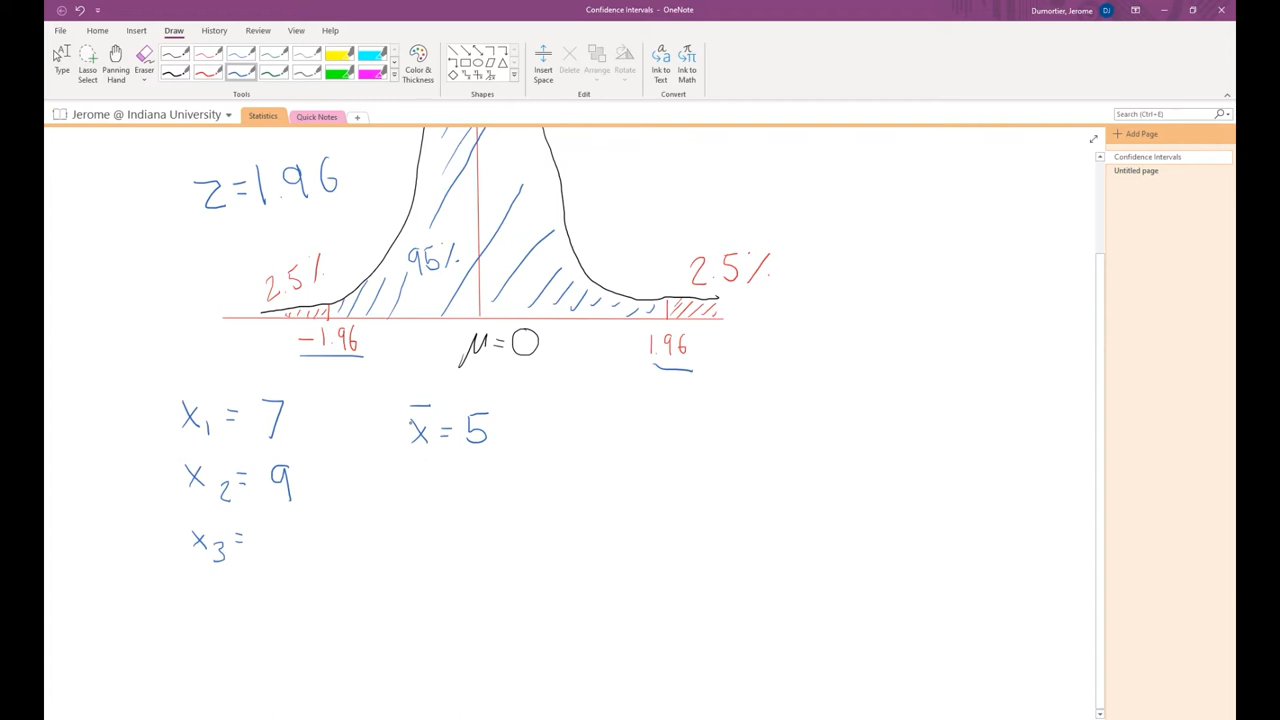 Confidence Intervals - OneNote
Dumortier, Jerome
DJ
File Home Insert Draw History Review View Help
Type
Lasso Select
Panning Hand
Eraser
Color & Thickness
Insert Space
Delete
Arrange
Rotate
Ink to Text
Ink to Math
Tools
Shapes
Edit
Convert
Jerome @ Indiana University
Statistics
Quick Notes
Search (Ctrl+E)
Add Page
Confidence Intervals
Untitled page
z=1.96
95%
2.5%
2.5%
-1.96
μ=0
1.96
x₁ = 7
x̄ = 5
x₂ = 9
x₃ =